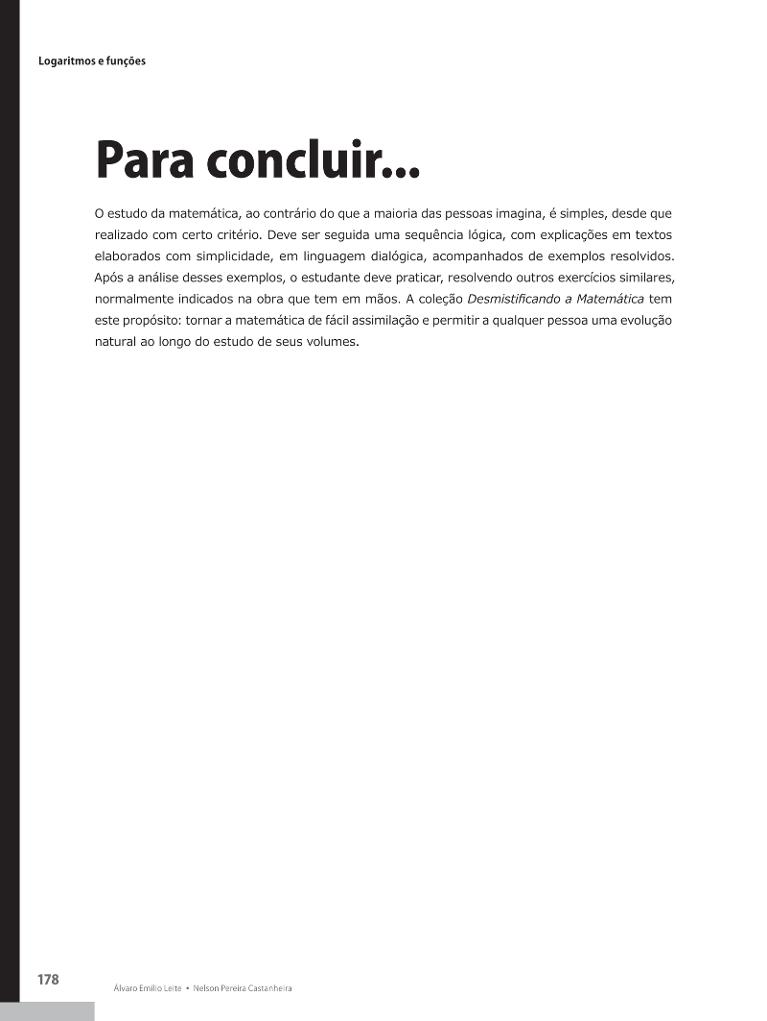 Logaritmos e funções
Para concluir...
O estudo da matemática, ao contrário do que a maioria das pessoas imagina, é simples, desde que
realizado com certo critério. Deve ser seguida uma sequência lógica, com explicações em textos
elaborados com simplicidade, em linguagem dialógica, acompanhados de exemplos resolvidos.
Após a análise desses exemplos, o estudante deve praticar, resolvendo outros exercícios similares,
normalmente indicados na obra que tem em mãos. A coleção Desmistificando a Matemática tem
este propósito: tornar a matemática de fácil assimilação e permitir a qualquer pessoa uma evolução
natural ao longo do estudo de seus volumes.
178
Álvaro Emílio Leite • Nelson Pereira Castanheira